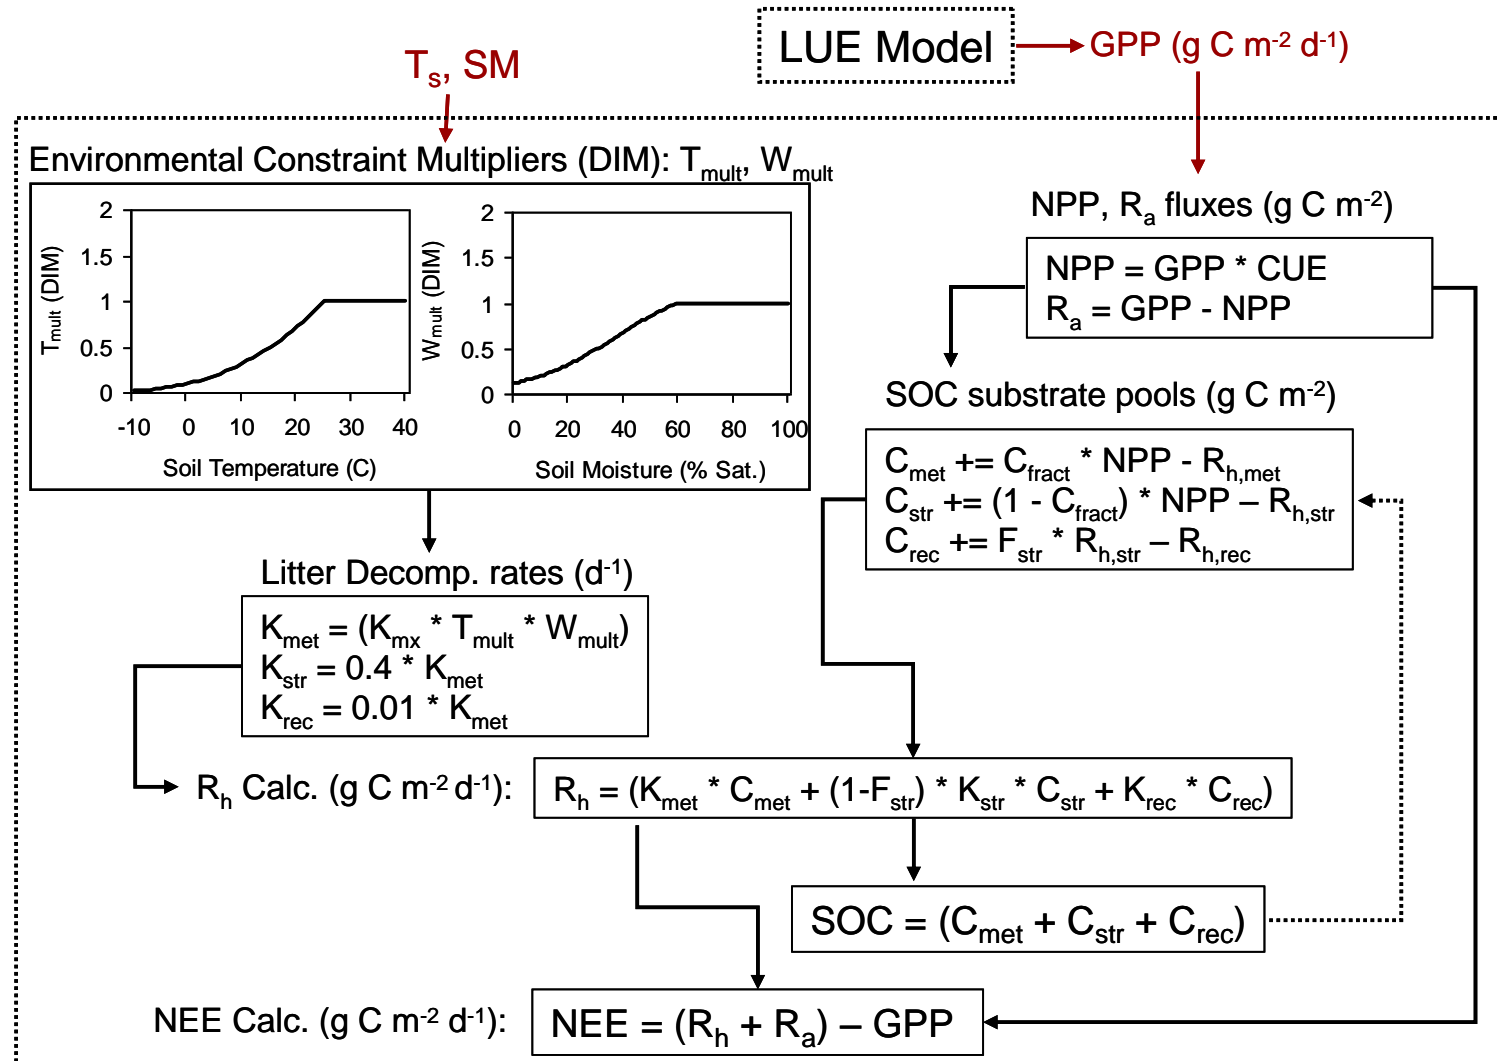 LUE Model
GPP (g C m-2 d-1)
Ts, SM
Environmental Constraint Multipliers (DIM): Tmult, Wmult
Tmult (DIM)
2
1.5
1
0.5
0
-10 0 10 20 30 40
Soil Temperature (C)
Wmult (DIM)
2
1.5
1
0.5
0
0 20 40 60 80 100
Soil Moisture (% Sat.)
NPP, Ra fluxes (g C m-2)
NPP = GPP * CUE
Ra = GPP - NPP
SOC substrate pools (g C m-2)
Cmet += Cfract * NPP - Rh,met
Cstr += (1 - Cfract) * NPP – Rh,str
Crec += Fstr * Rh,str – Rh,rec
Litter Decomp. rates (d-1)
Kmet = (Kmx * Tmult * Wmult)
Kstr = 0.4 * Kmet
Krec = 0.01 * Kmet
Rh Calc. (g C m-2 d-1):
Rh = (Kmet * Cmet + (1-Fstr) * Kstr * Cstr + Krec * Crec)
SOC = (Cmet + Cstr + Crec)
NEE Calc. (g C m-2 d-1):
NEE = (Rh + Ra) – GPP